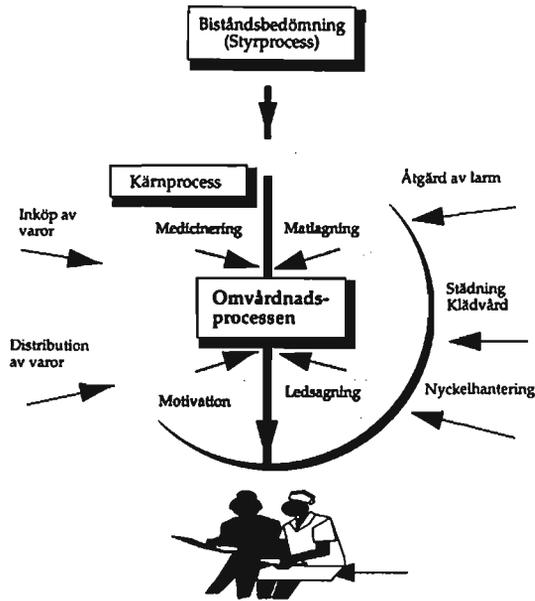 Biståndsbedömning
(Styrprocess)
Kärnprocess
Åtgärd av larm
Inköp av
varor
Medicinering
Matlagning
Omvårdnads-
processen
Städning
Klädvård
Distribution
av varor
Motivation
Ledsagning
Nyckelhantering